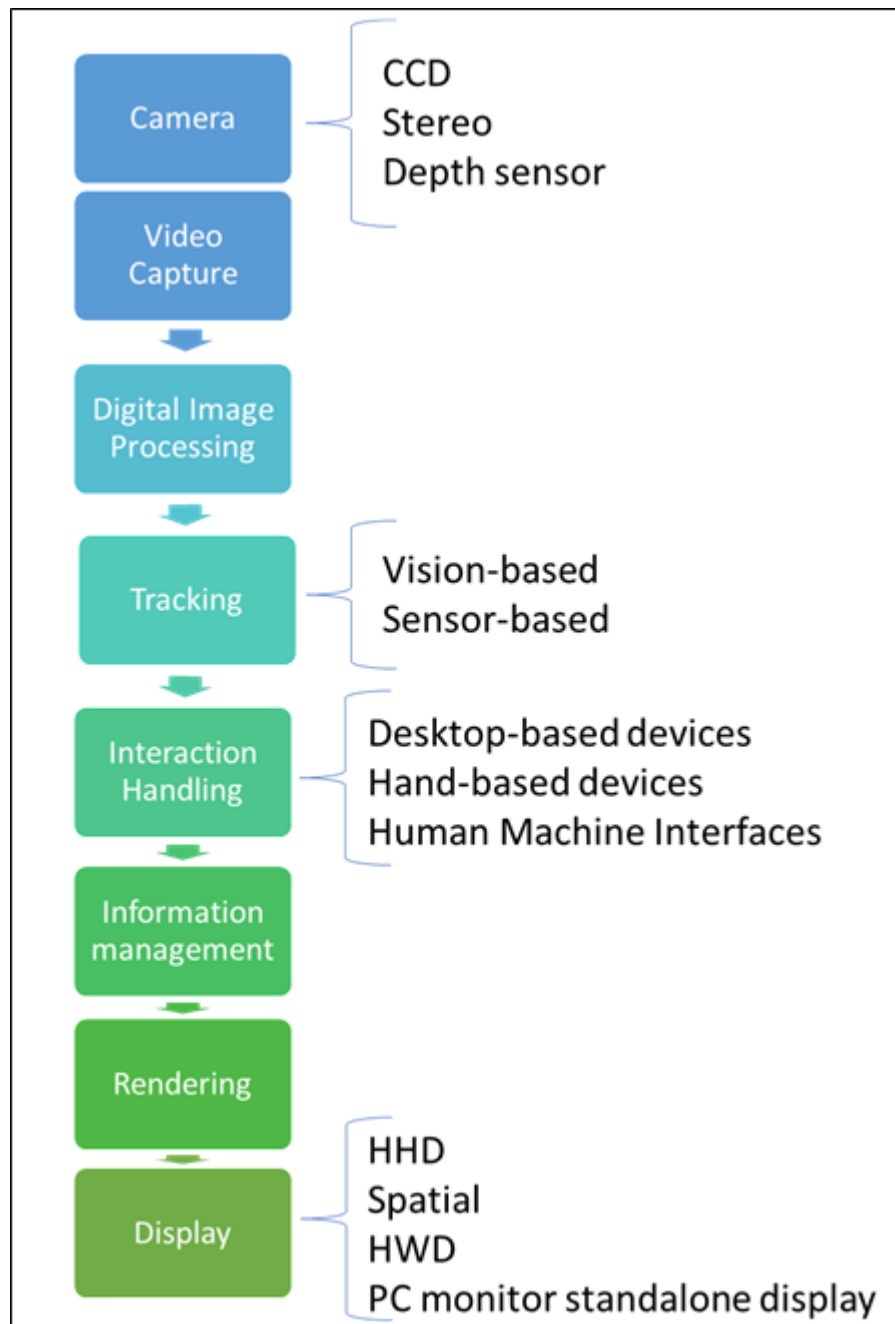 Camera
CCD
Stereo
Depth sensor
Video
Capture
Digital Image
Processing
Tracking
Vision-based
Sensor-based
Interaction
Handling
Desktop-based devices
Hand-based devices
Human Machine Interfaces
Information
management
Rendering
Display
HHD
Spatial
HWD
PC monitor standalone display